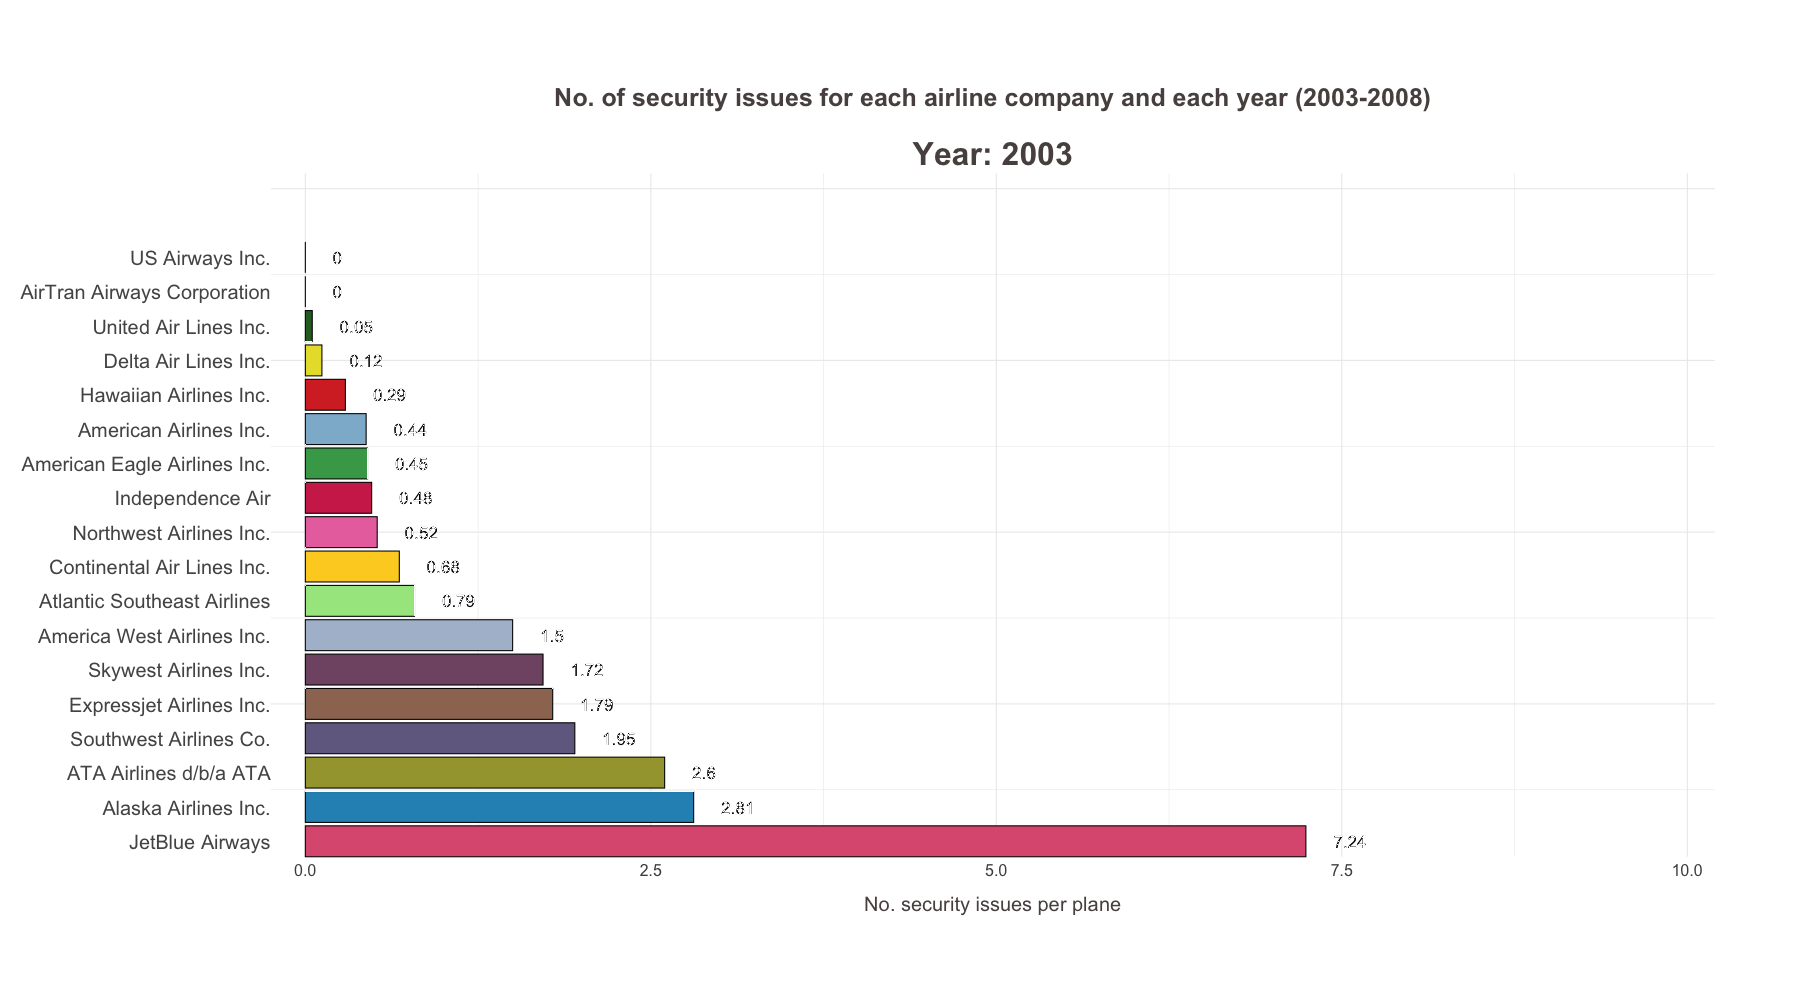 No. of security issues for each airline company and each year (2003-2008)
Year: 2003
US Airways Inc. 0
AirTran Airways Corporation 0
United Air Lines Inc. 0.05
Delta Air Lines Inc. 0.12
Hawaiian Airlines Inc. 0.29
American Airlines Inc. 0.44
American Eagle Airlines Inc. 0.45
Independence Air 0.48
Northwest Airlines Inc. 0.52
Continental Air Lines Inc. 0.68
Atlantic Southeast Airlines 0.79
America West Airlines Inc. 1.5
Skywest Airlines Inc. 1.72
Expressjet Airlines Inc. 1.79
Southwest Airlines Co. 1.95
ATA Airlines d/b/a ATA 2.6
Alaska Airlines Inc. 2.81
JetBlue Airways 7.24
0.0 2.5 5.0 7.5 10.0
No. security issues per plane